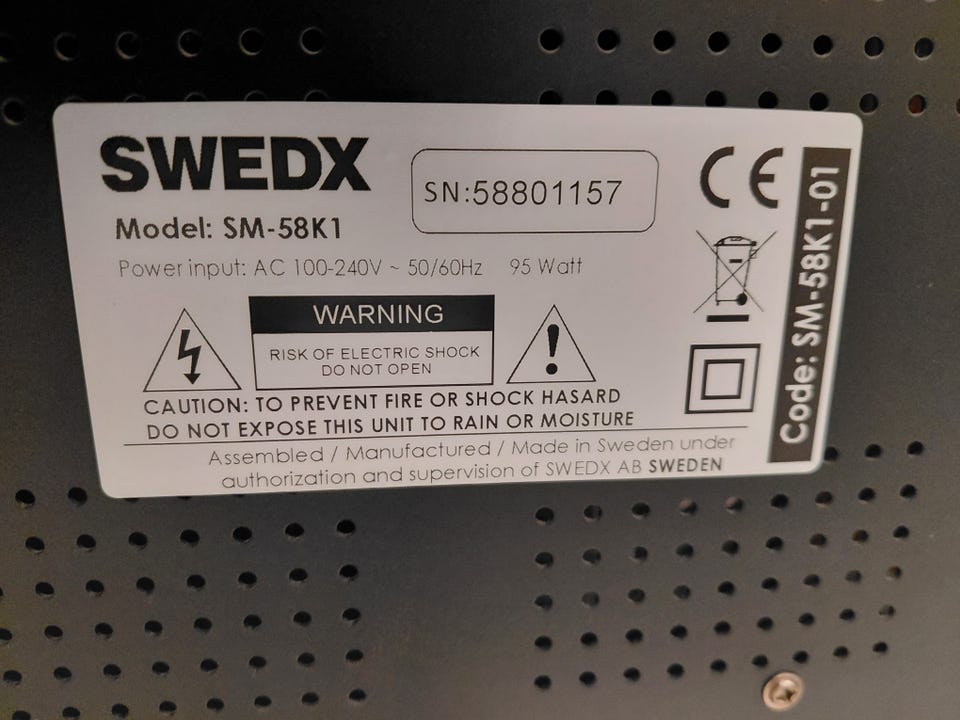 SWEDX
SN:58801157
Model: SM-58K1
Power input: AC 100-240V ~ 50/60Hz 95 Watt
WARNING
RISK OF ELECTRIC SHOCK
DO NOT OPEN
CAUTION: TO PREVENT FIRE OR SHOCK HASARD
DO NOT EXPOSE THIS UNIT TO RAIN OR MOISTURE
Assembled / Manufactured / Made in Sweden under
authorization and supervision of SWEDX AB SWEDEN
CE
Code: SM-58K1-01